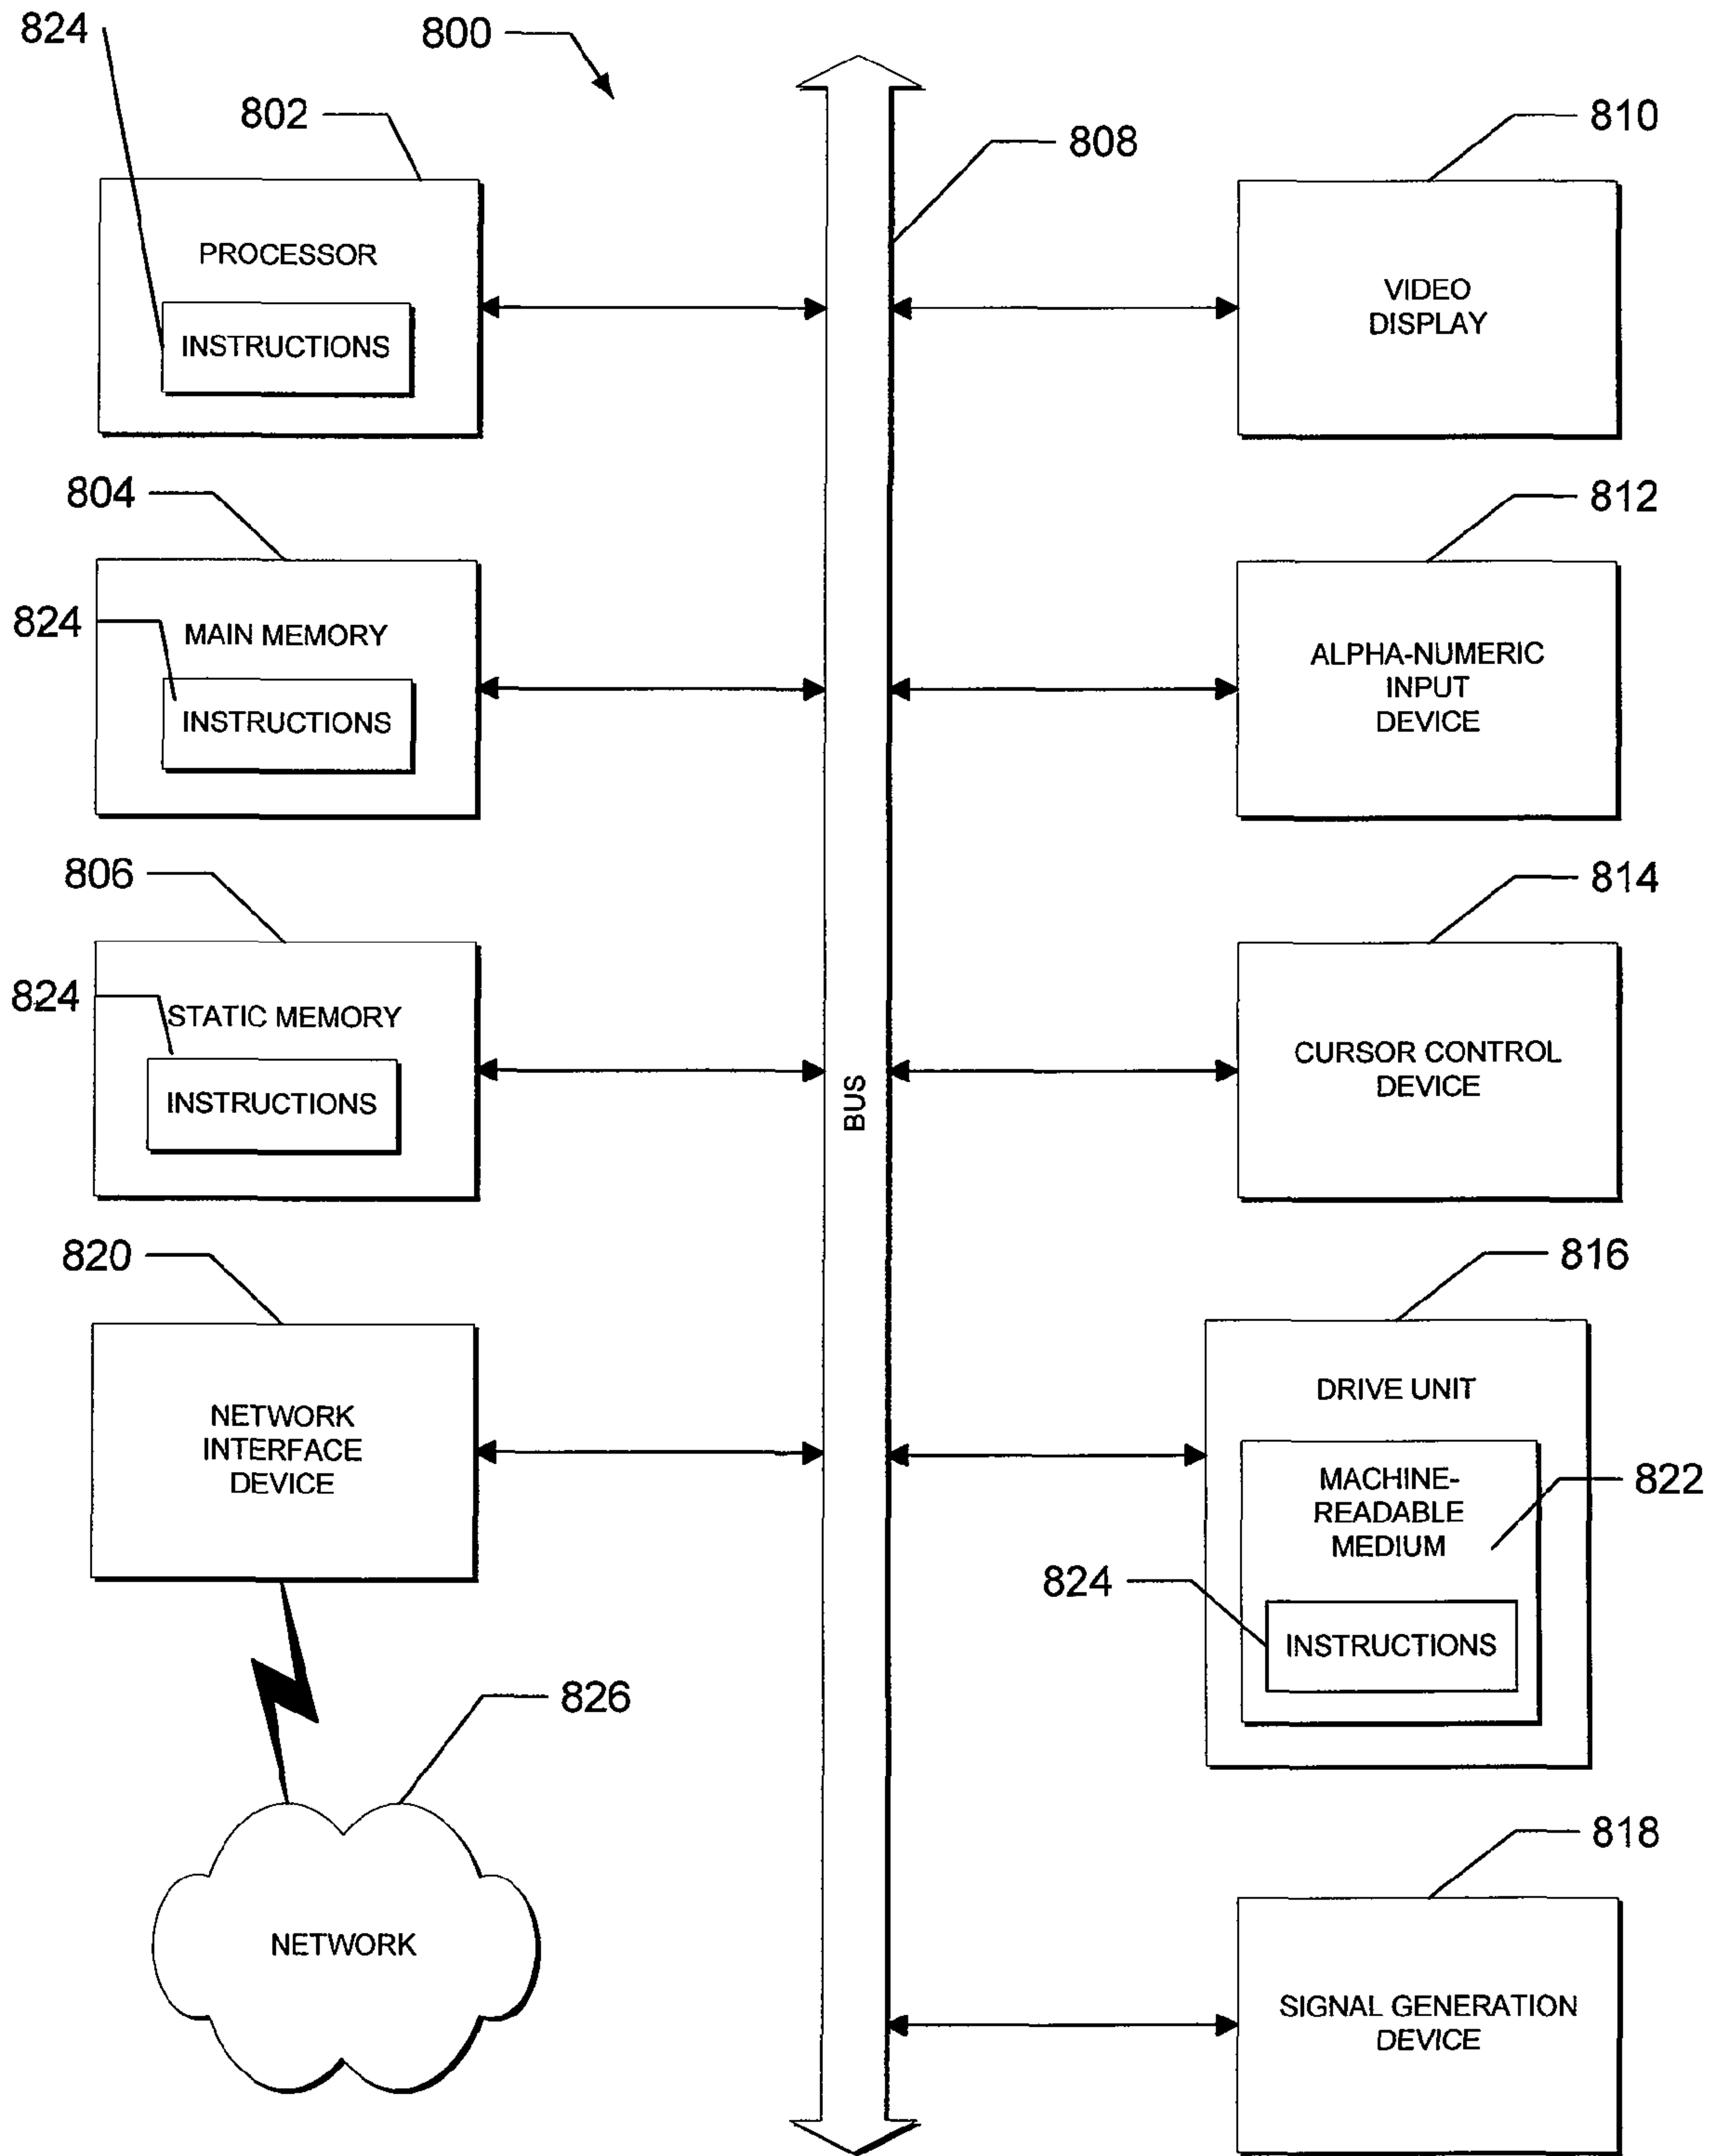 824
800
802
808
810
PROCESSOR
INSTRUCTIONS
VIDEO
DISPLAY
804
812
824
MAIN MEMORY
INSTRUCTIONS
ALPHA-NUMERIC
INPUT
DEVICE
806
814
824
STATIC MEMORY
INSTRUCTIONS
CURSOR CONTROL
DEVICE
BUS
820
816
NETWORK
INTERFACE
DEVICE
DRIVE UNIT
MACHINE-
READABLE
MEDIUM
822
824
INSTRUCTIONS
826
NETWORK
818
SIGNAL GENERATION
DEVICE